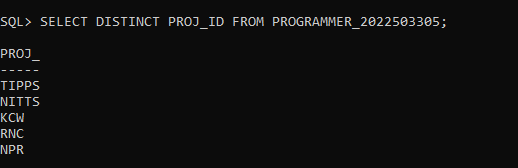 SQL> SELECT DISTINCT PROJ_ID FROM PROGRAMMER_2022503305;
PROJ_
-----
TIPPS
NITTS
KCW
RNC
NPR